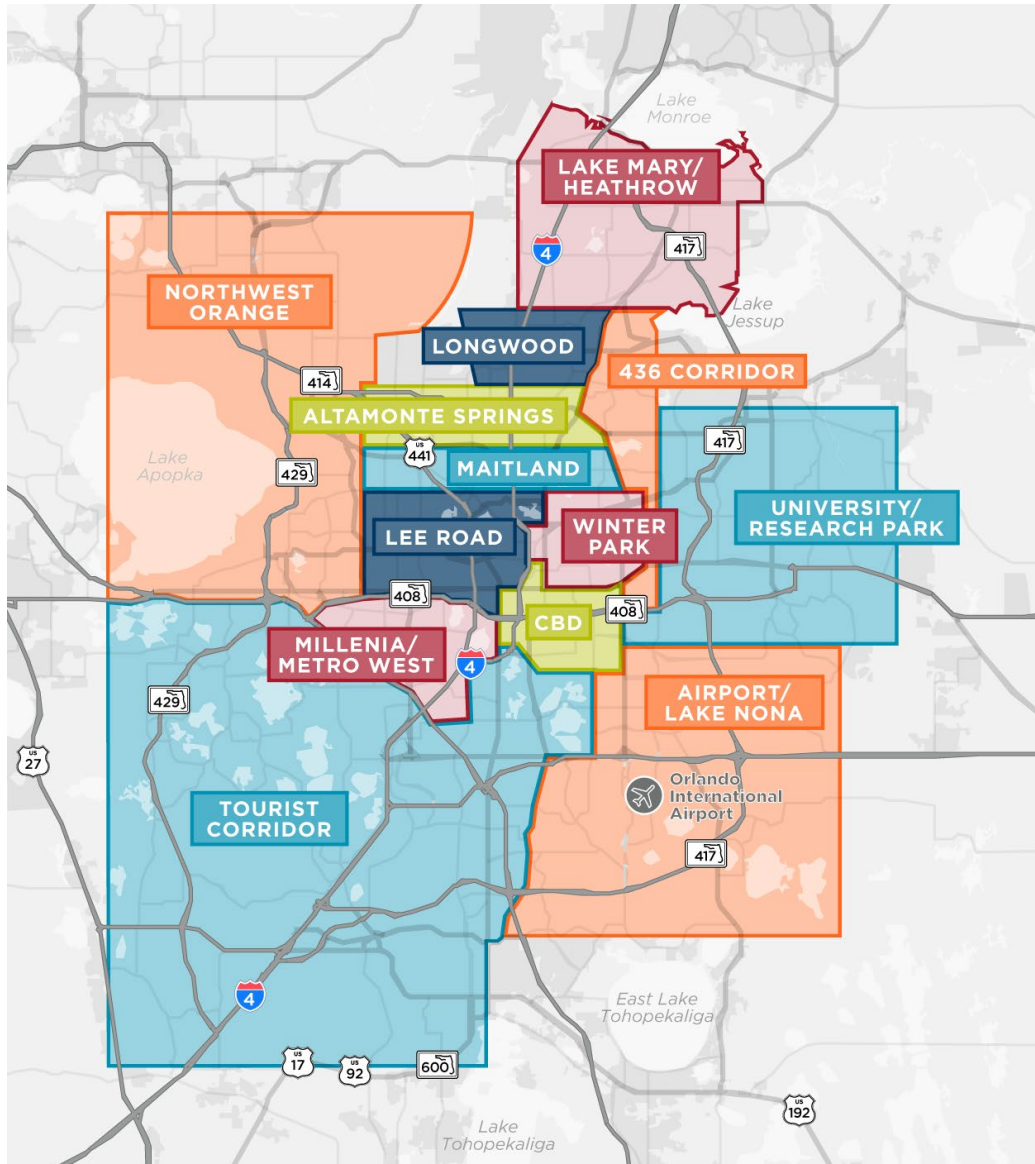 Lake
Monroe
LAKE MARY/
HEATHROW
417
4
NORTHWEST
ORANGE
Lake
Jessup
LONGWOOD
436 CORRIDOR
414
ALTAMONTE SPRINGS
417
US
441
MAITLAND
Lake
Apopka
429
UNIVERSITY/
RESEARCH PARK
LEE ROAD
WINTER
PARK
408
408
CBD
MILLENIA/
METRO WEST
4
429
AIRPORT/
LAKE NONA
US
27
Orlando
International
Airport
TOURIST
CORRIDOR
417
4
East Lake
Tohopekaliga
US
17
US
92
600
US
192
Lake
Tohopekaliga